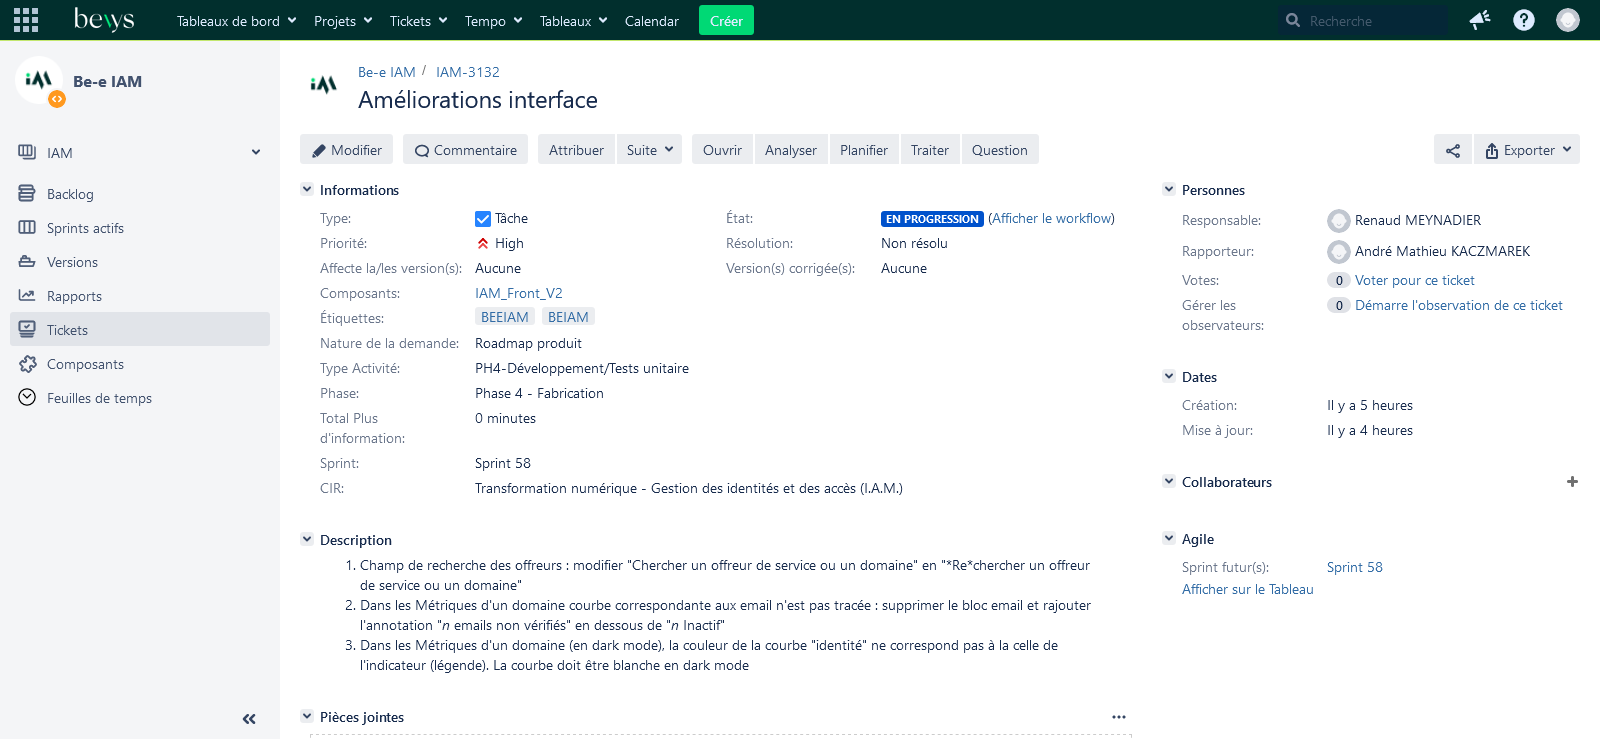 bewys
Tableaux de bord Projets Tickets Tempo Tableaux Calendar Créer Recherche
iAM
Be-e IAM
IAM
Backlog
Sprints actifs
Versions
Rapports
Tickets
Composants
Feuilles de temps
iAM
Be-e IAM / IAM-3132
Améliorations interface
Modifier Commentaire Attribuer Suite Ouvrir Analyser Planifier Traiter Question Exporter
Informations
Type: Tâche
État: EN PROGRESSION (Afficher le workflow)
Priorité: High
Résolution: Non résolu
Affecte la/les version(s): Aucune
Version(s) corrigée(s): Aucune
Composants: IAM_Front_V2
Étiquettes: BEEIAM BEIAM
Nature de la demande: Roadmap produit
Type Activité: PH4-Développement/Tests unitaire
Phase: Phase 4 - Fabrication
Total Plus 0 minutes
d'information:
Sprint: Sprint 58
CIR: Transformation numérique - Gestion des identités et des accès (I.A.M.)
Description
1. Champ de recherche des offreurs : modifier "Chercher un offreur de service ou un domaine" en "*Re*chercher un offreur
de service ou un domaine"
2. Dans les Métriques d'un domaine courbe correspondante aux email n'est pas tracée : supprimer le bloc email et rajouter
l'annotation "n emails non vérifiés" en dessous de "n Inactif"
3. Dans les Métriques d'un domaine (en dark mode), la couleur de la courbe "identité" ne correspond pas à la celle de
l'indicateur (légende). La courbe doit être blanche en dark mode
Pièces jointes
Personnes
Responsable: Renaud MEYNADIER
Rapporteur: André Mathieu KACZMAREK
Votes: 0 Voter pour ce ticket
Gérer les 0 Démarre l'observation de ce ticket
observateurs:
Dates
Création: Il y a 5 heures
Mise à jour: Il y a 4 heures
Collaborateurs
Agile
Sprint futur(s): Sprint 58
Afficher sur le Tableau